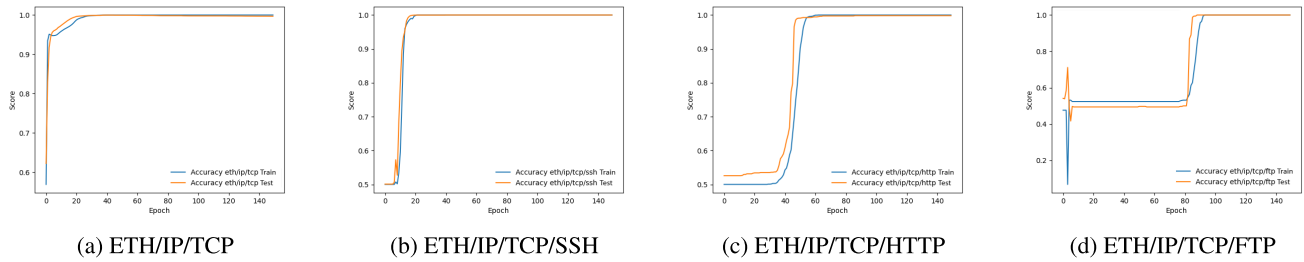 1.0
0.9
0.8
0.7
0.6
Score
0 20 40 60 80 100 120 140
Epoch
Accuracy eth/ip/tcp Train
Accuracy eth/ip/tcp Test
(a) ETH/IP/TCP
1.0
0.9
0.8
0.7
0.6
0.5
Score
0 20 40 60 80 100 120 140
Epoch
Accuracy eth/ip/tcp/ssh Train
Accuracy eth/ip/tcp/ssh Test
(b) ETH/IP/TCP/SSH
1.0
0.9
0.8
0.7
0.6
0.5
Score
0 20 40 60 80 100 120 140
Epoch
Accuracy eth/ip/tcp/http Train
Accuracy eth/ip/tcp/http Test
(c) ETH/IP/TCP/HTTP
1.0
0.8
0.6
0.4
0.2
Score
0 20 40 60 80 100 120 140
Epoch
Accuracy eth/ip/tcp/ftp Train
Accuracy eth/ip/tcp/ftp Test
(d) ETH/IP/TCP/FTP